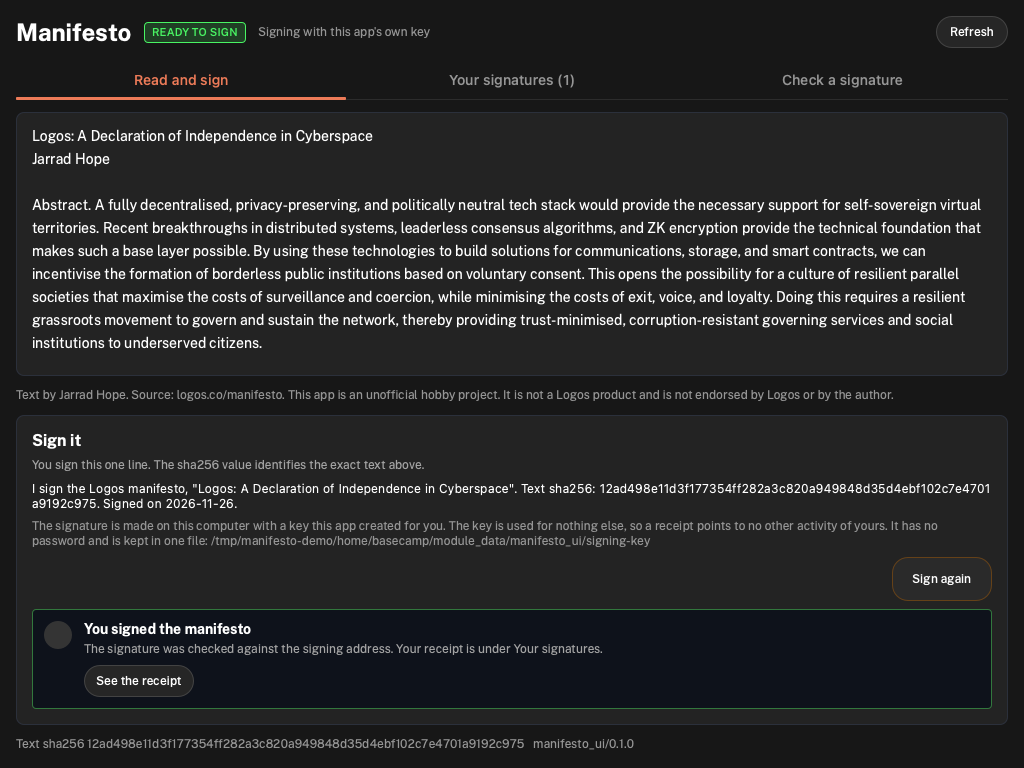 Manifesto
READY TO SIGN
Signing with this app's own key
Refresh
Read and sign
Your signatures (1)
Check a signature
Logos: A Declaration of Independence in Cyberspace
Jarrad Hope
Abstract. A fully decentralised, privacy-preserving, and politically neutral tech stack would provide the necessary support for self-sovereign virtual
territories. Recent breakthroughs in distributed systems, leaderless consensus algorithms, and ZK encryption provide the technical foundation that
makes such a base layer possible. By using these technologies to build solutions for communications, storage, and smart contracts, we can
incentivise the formation of borderless public institutions based on voluntary consent. This opens the possibility for a culture of resilient parallel
societies that maximise the costs of surveillance and coercion, while minimising the costs of exit, voice, and loyalty. Doing this requires a resilient
grassroots movement to govern and sustain the network, thereby providing trust-minimised, corruption-resistant governing services and social
institutions to underserved citizens.
Text by Jarrad Hope. Source: logos.co/manifesto. This app is an unofficial hobby project. It is not a Logos product and is not endorsed by Logos or by the author.
Sign it
You sign this one line. The sha256 value identifies the exact text above.
I sign the Logos manifesto, "Logos: A Declaration of Independence in Cyberspace". Text sha256: 12ad498e11d3f177354ff282a3c820a949848d35d4ebf102c7e4701
a9192c975. Signed on 2026-11-26.
The signature is made on this computer with a key this app created for you. The key is used for nothing else, so a receipt points to no other activity of yours. It has no
password and is kept in one file: /tmp/manifesto-demo/home/basecamp/module_data/manifesto_ui/signing-key
Sign again
You signed the manifesto
The signature was checked against the signing address. Your receipt is under Your signatures.
See the receipt
Text sha256 12ad498e11d3f177354ff282a3c820a949848d35d4ebf102c7e4701a9192c975 manifesto_ui/0.1.0